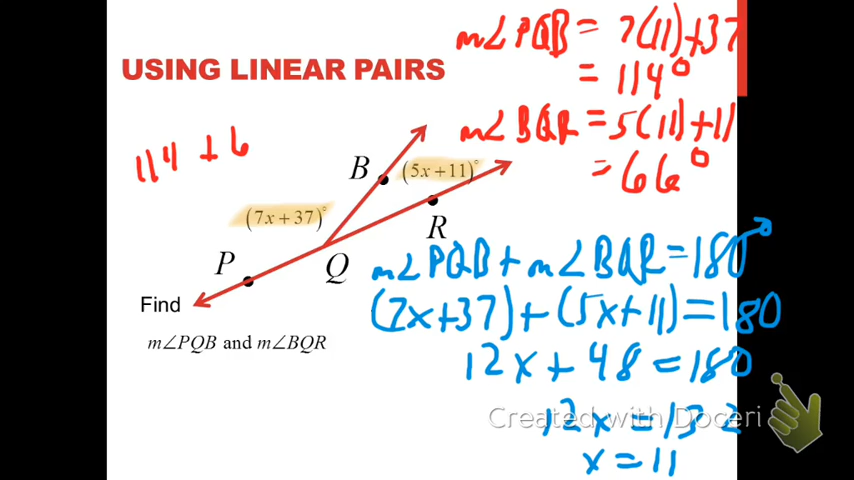 USING LINEAR PAIRS
m∠PQB = 7(11)+37
= 114°
m∠BQR = 5(11)+11
= 66°
114 + 6
B
(5x+11)°
(7x+37)°
R
P
Q
Find
m∠PQB and m∠BQR
m∠PQB + m∠BQR = 180°
(7x+37) + (5x+11) = 180
12x + 48 = 180
12x = 132
x = 11
Created with Doceri